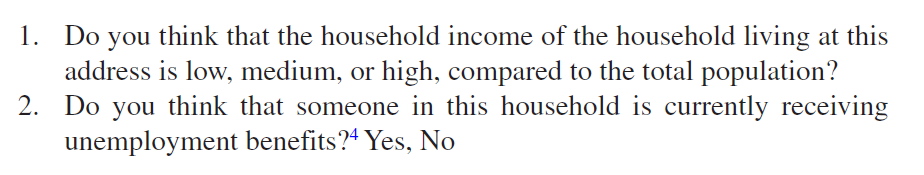 1. Do you think that the household income of the household living at this
address is low, medium, or high, compared to the total population?
2. Do you think that someone in this household is currently receiving
unemployment benefits?⁴ Yes, No